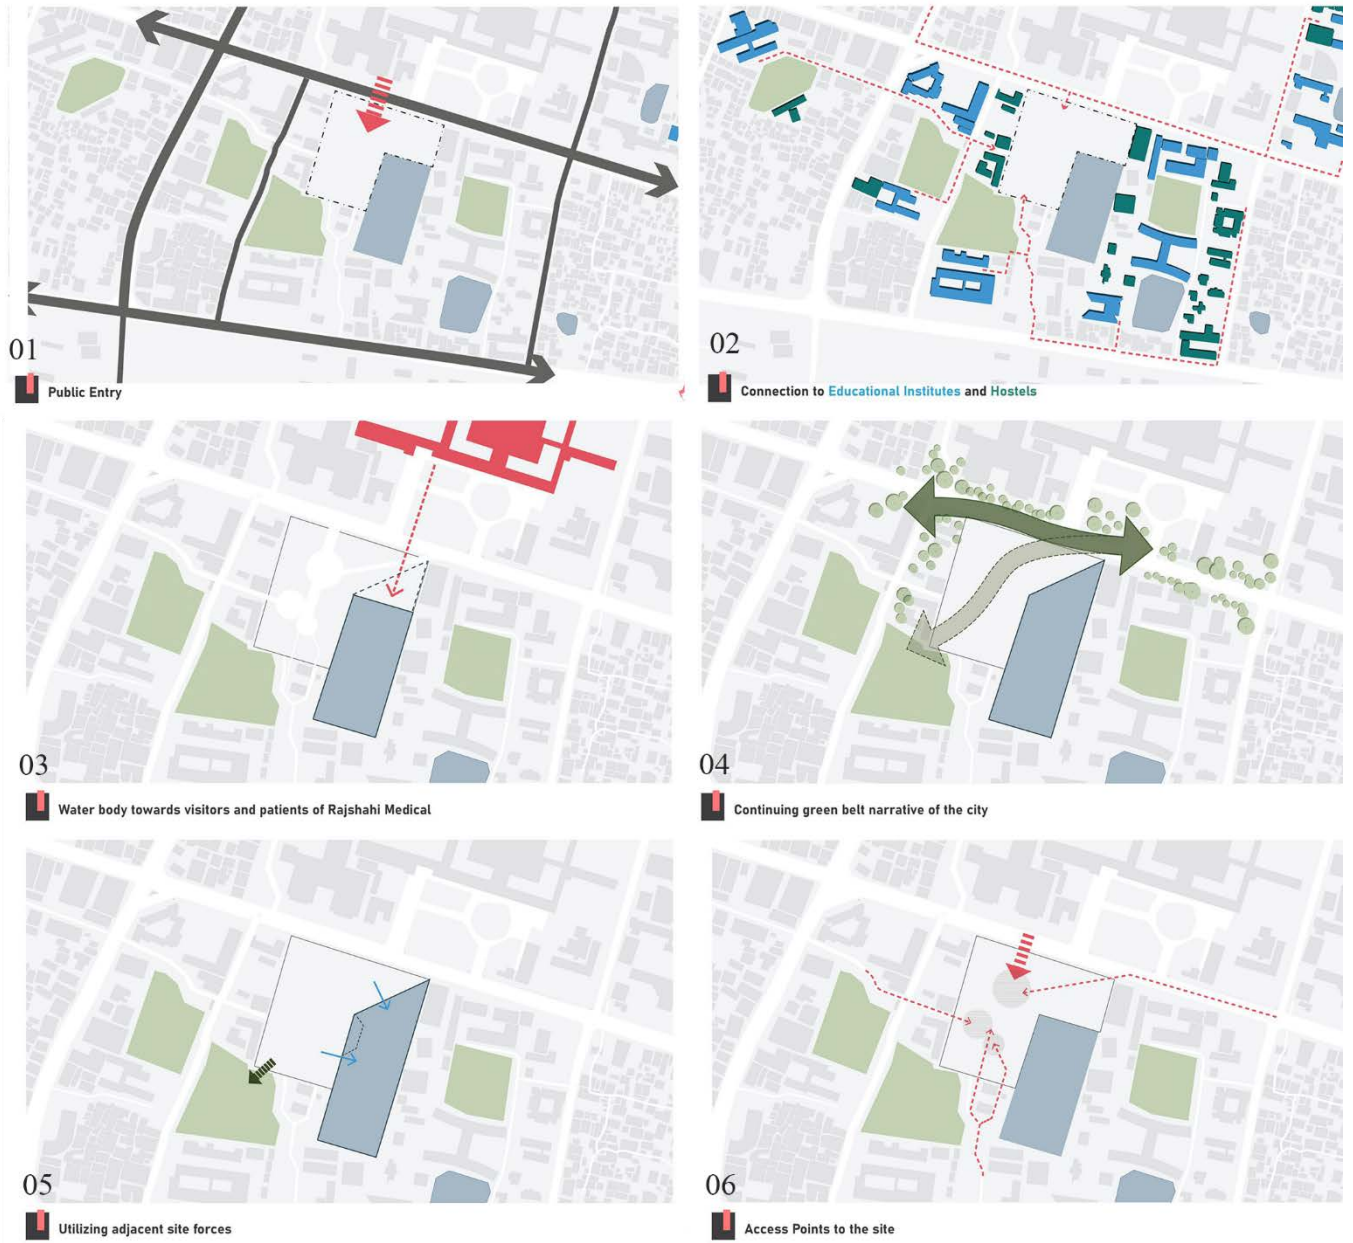 01
Public Entry
02
Connection to Educational Institutes and Hostels
03
Water body towards visitors and patients of Rajshahi Medical
04
Continuing green belt narrative of the city
05
Utilizing adjacent site forces
06
Access Points to the site